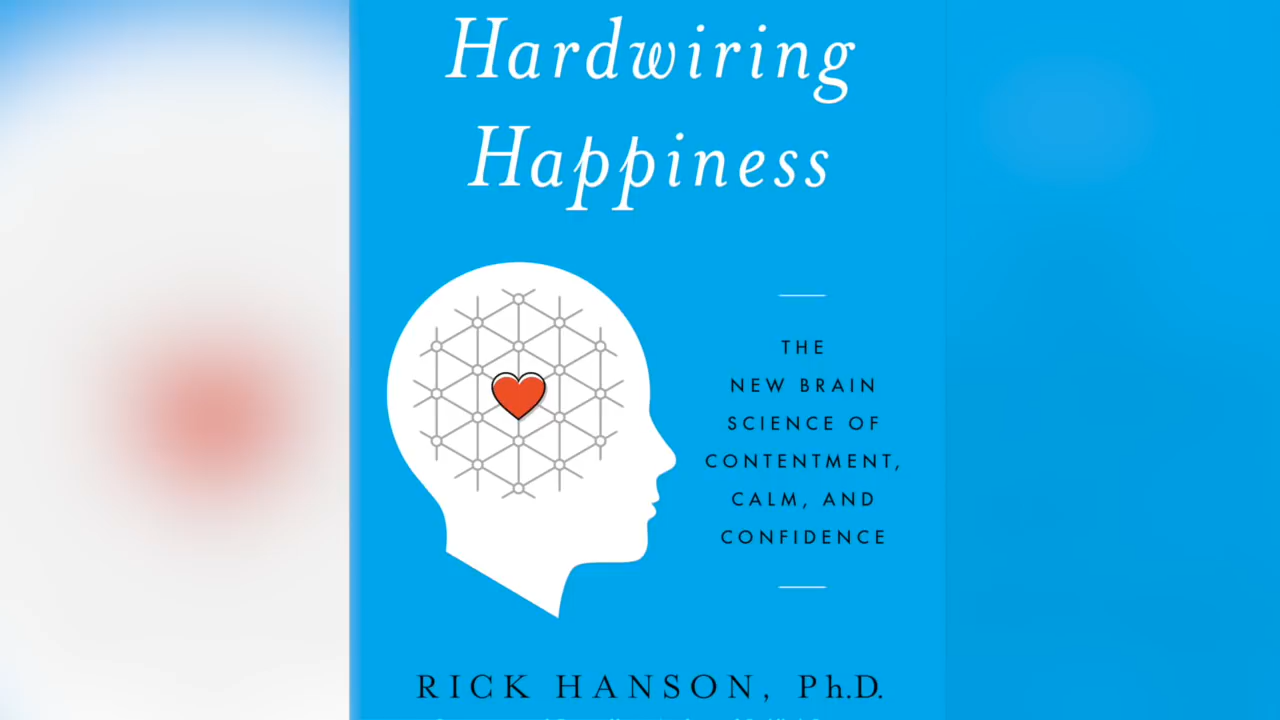 Hardwiring
Happiness
THE
NEW BRAIN
SCIENCE OF
CONTENTMENT,
CALM, AND
CONFIDENCE
RICK HANSON, Ph.D.